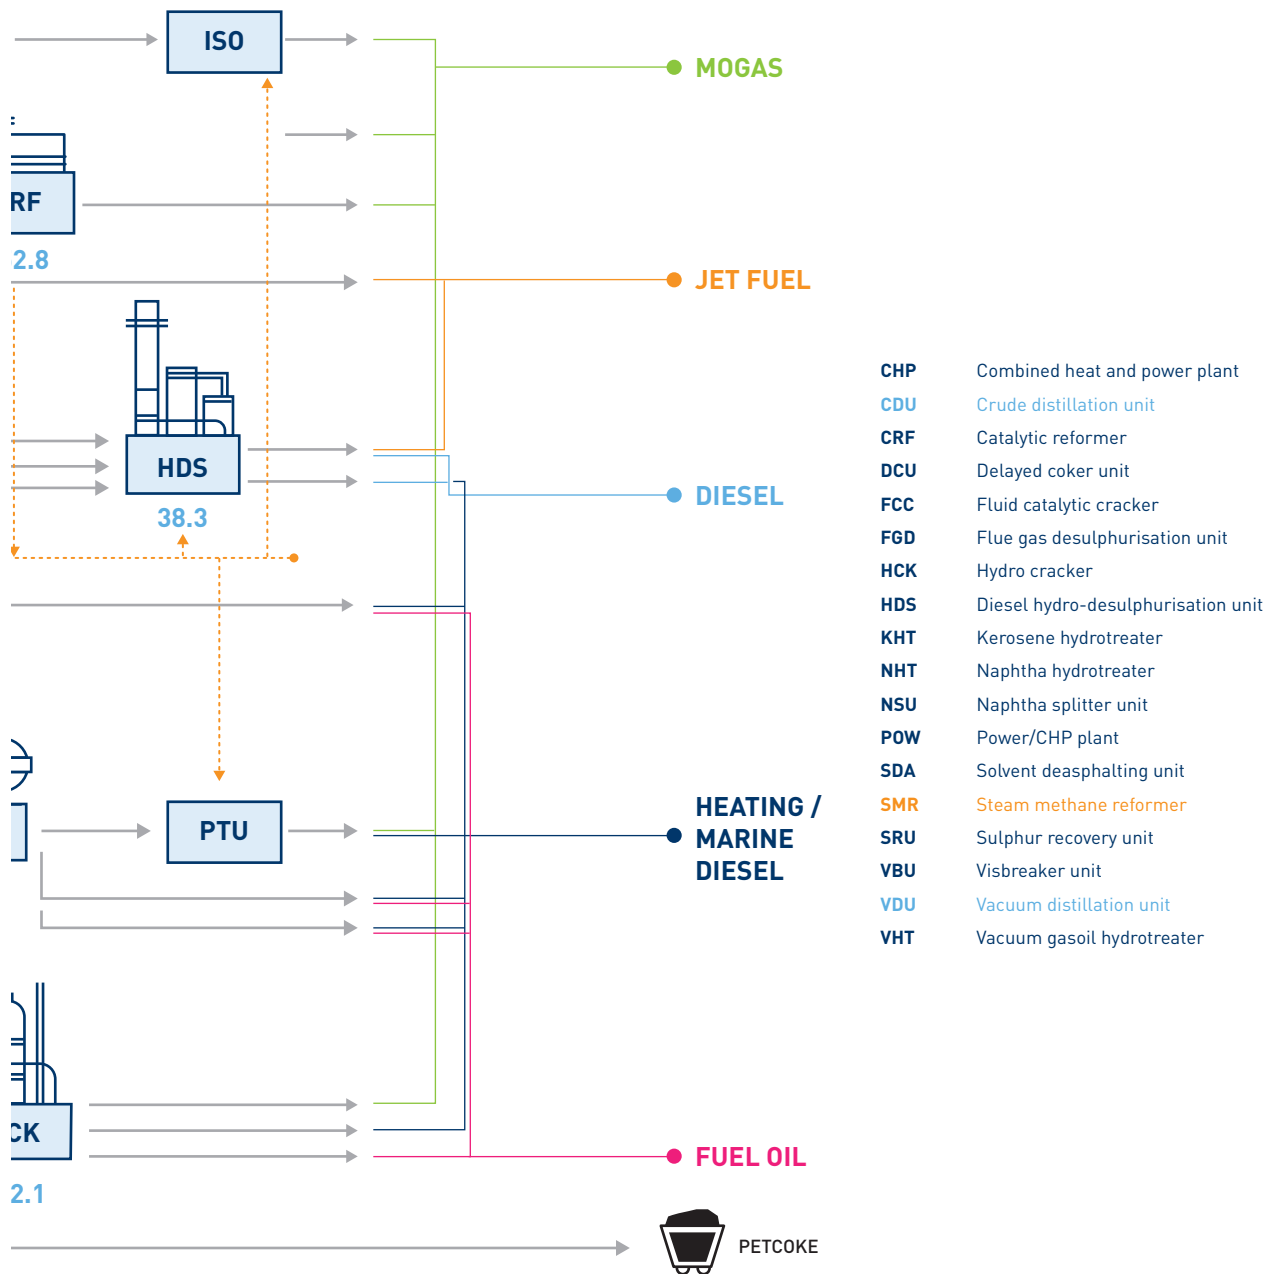 ISO
MOGAS
RF
2.8
JET FUEL
HDS
38.3
DIESEL
PTU
HEATING /
MARINE
DIESEL
CK
2.1
FUEL OIL
PETCOKE
CHP Combined heat and power plant
CDU Crude distillation unit
CRF Catalytic reformer
DCU Delayed coker unit
FCC Fluid catalytic cracker
FGD Flue gas desulphurisation unit
HCK Hydro cracker
HDS Diesel hydro-desulphurisation unit
KHT Kerosene hydrotreater
NHT Naphtha hydrotreater
NSU Naphtha splitter unit
POW Power/CHP plant
SDA Solvent deasphalting unit
SMR Steam methane reformer
SRU Sulphur recovery unit
VBU Visbreaker unit
VDU Vacuum distillation unit
VHT Vacuum gasoil hydrotreater